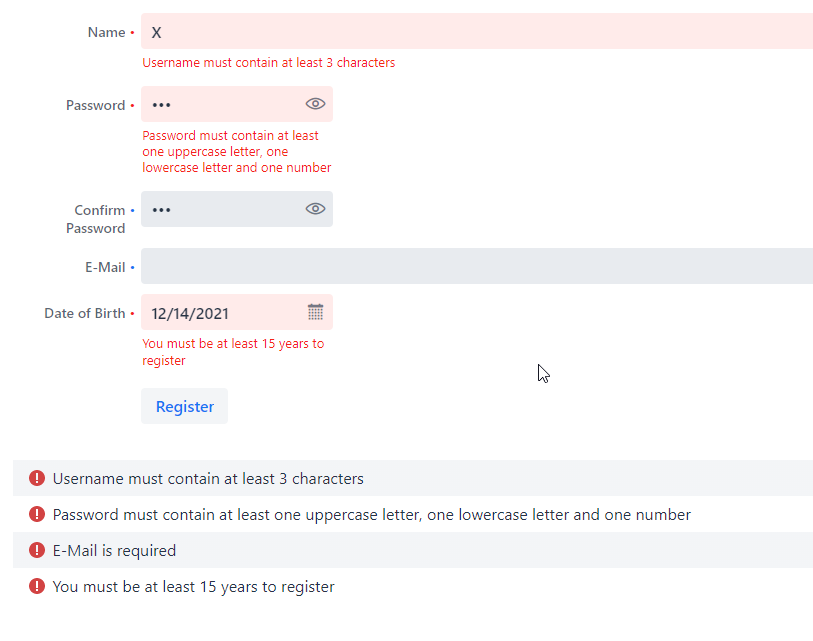 Name •
X
Username must contain at least 3 characters
Password •
•••
Password must contain at least
one uppercase letter, one
lowercase letter and one number
Confirm •
Password
•••
E-Mail •
Date of Birth •
12/14/2021
You must be at least 15 years to
register
Register
Username must contain at least 3 characters
Password must contain at least one uppercase letter, one lowercase letter and one number
E-Mail is required
You must be at least 15 years to register